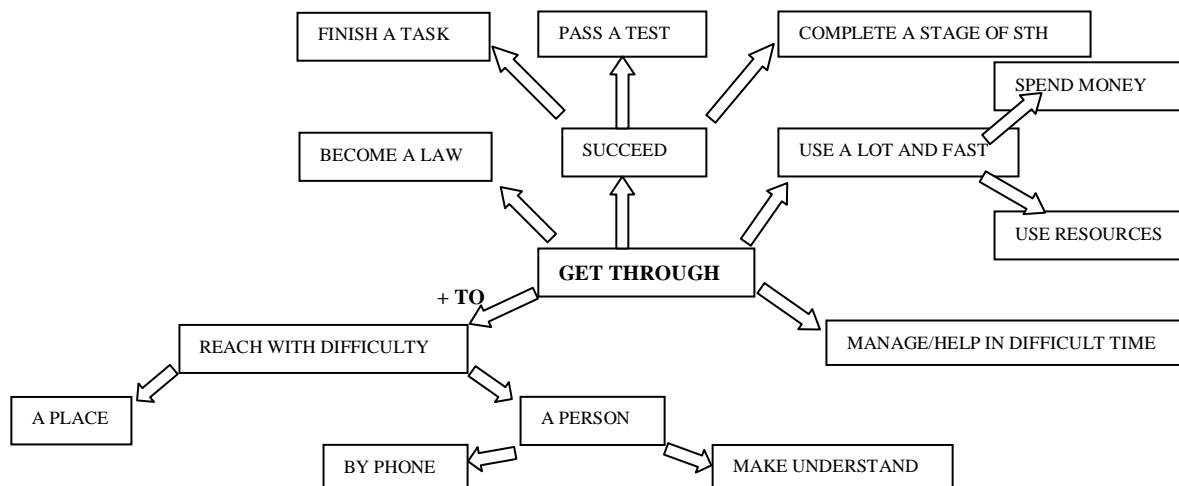 FINISH A TASK
PASS A TEST
COMPLETE A STAGE OF STH
SPEND MONEY
BECOME A LAW
SUCCEED
USE A LOT AND FAST
USE RESOURCES
GET THROUGH
+ TO
REACH WITH DIFFICULTY
MANAGE/HELP IN DIFFICULT TIME
A PLACE
A PERSON
BY PHONE
MAKE UNDERSTAND